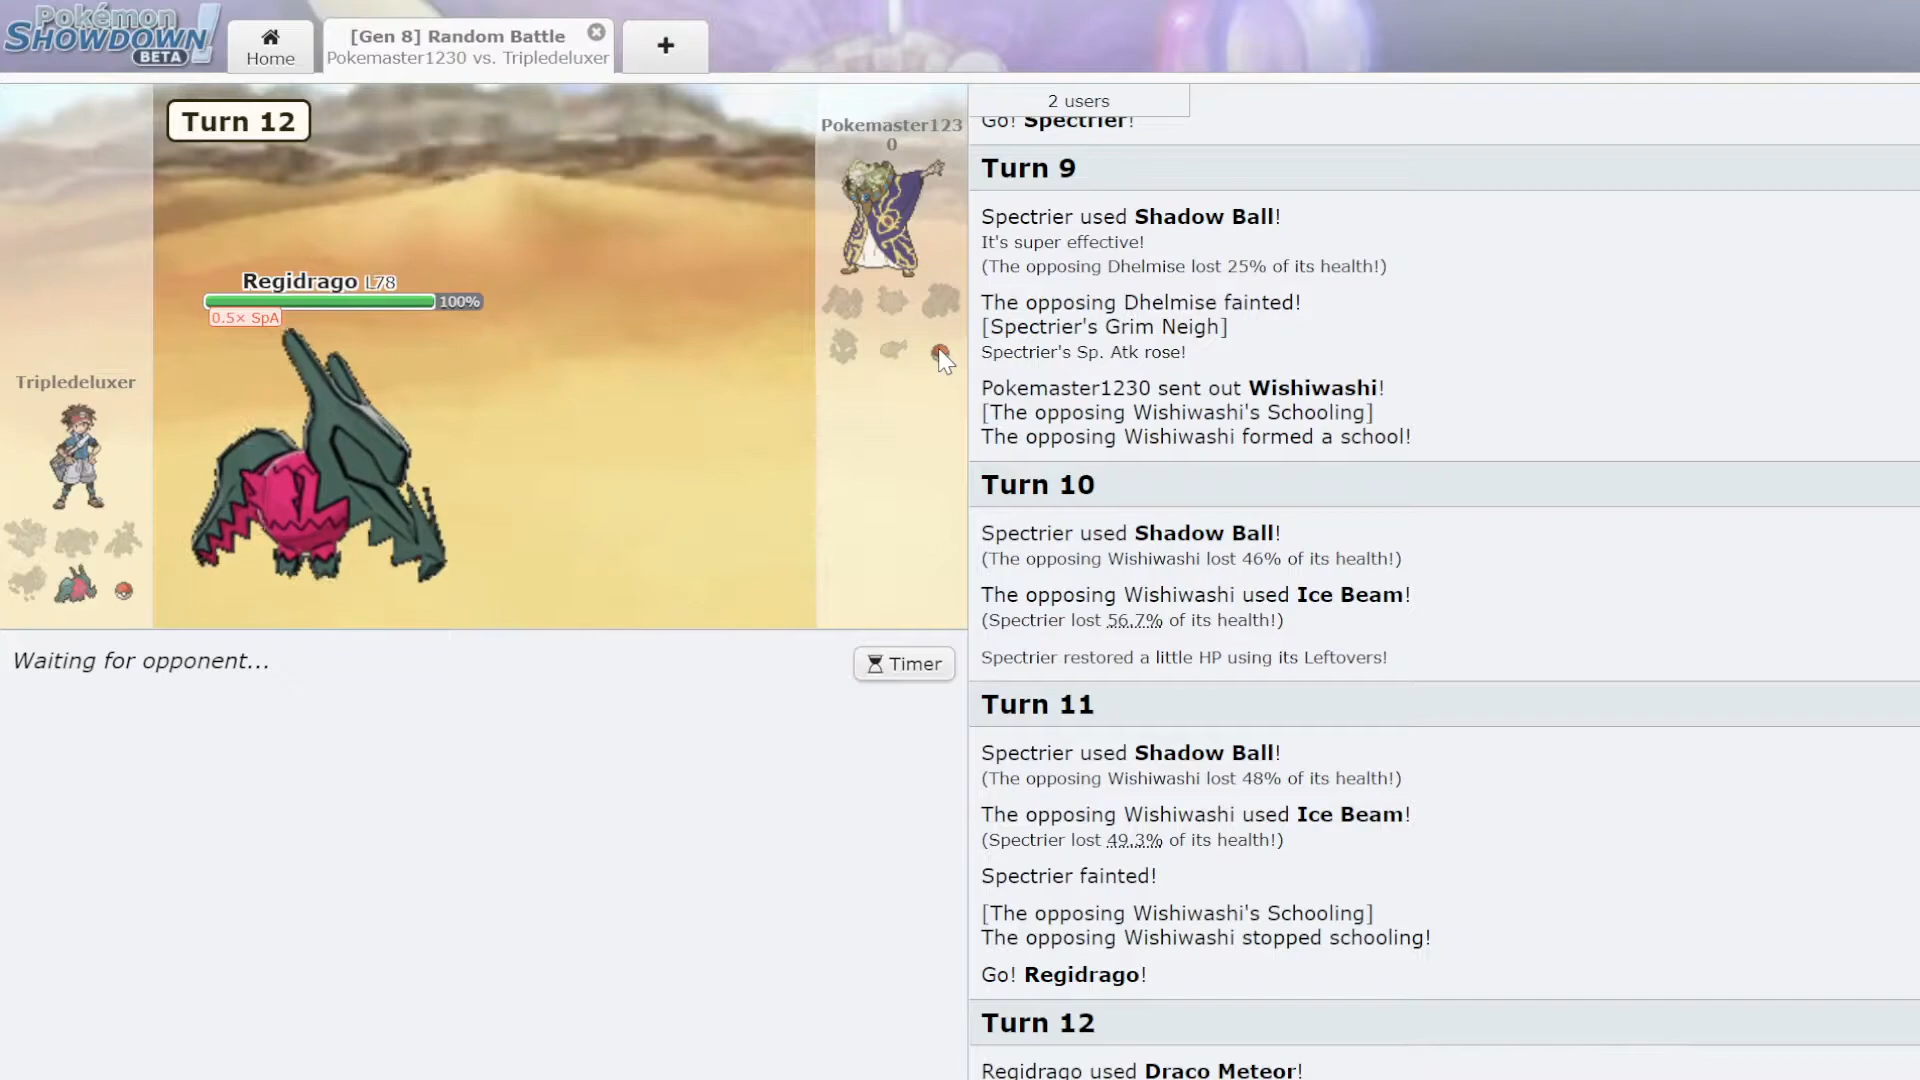 Pokémon
SHOWDOWN!
BETA
Home
[Gen 8] Random Battle
Pokemaster1230 vs. Tripledeluxer
+
Turn 12
Pokemaster123
0
Regidrago L78
100%
0.5× SpA
Tripledeluxer
Waiting for opponent...
Timer
2 users
Go! Spectrier!
Turn 9
Spectrier used Shadow Ball!
It's super effective!
(The opposing Dhelmise lost 25% of its health!)
The opposing Dhelmise fainted!
[Spectrier's Grim Neigh]
Spectrier's Sp. Atk rose!
Pokemaster1230 sent out Wishiwashi!
[The opposing Wishiwashi's Schooling]
The opposing Wishiwashi formed a school!
Turn 10
Spectrier used Shadow Ball!
(The opposing Wishiwashi lost 46% of its health!)
The opposing Wishiwashi used Ice Beam!
(Spectrier lost 56.7% of its health!)
Spectrier restored a little HP using its Leftovers!
Turn 11
Spectrier used Shadow Ball!
(The opposing Wishiwashi lost 48% of its health!)
The opposing Wishiwashi used Ice Beam!
(Spectrier lost 49.3% of its health!)
Spectrier fainted!
[The opposing Wishiwashi's Schooling]
The opposing Wishiwashi stopped schooling!
Go! Regidrago!
Turn 12
Regidrago used Draco Meteor!